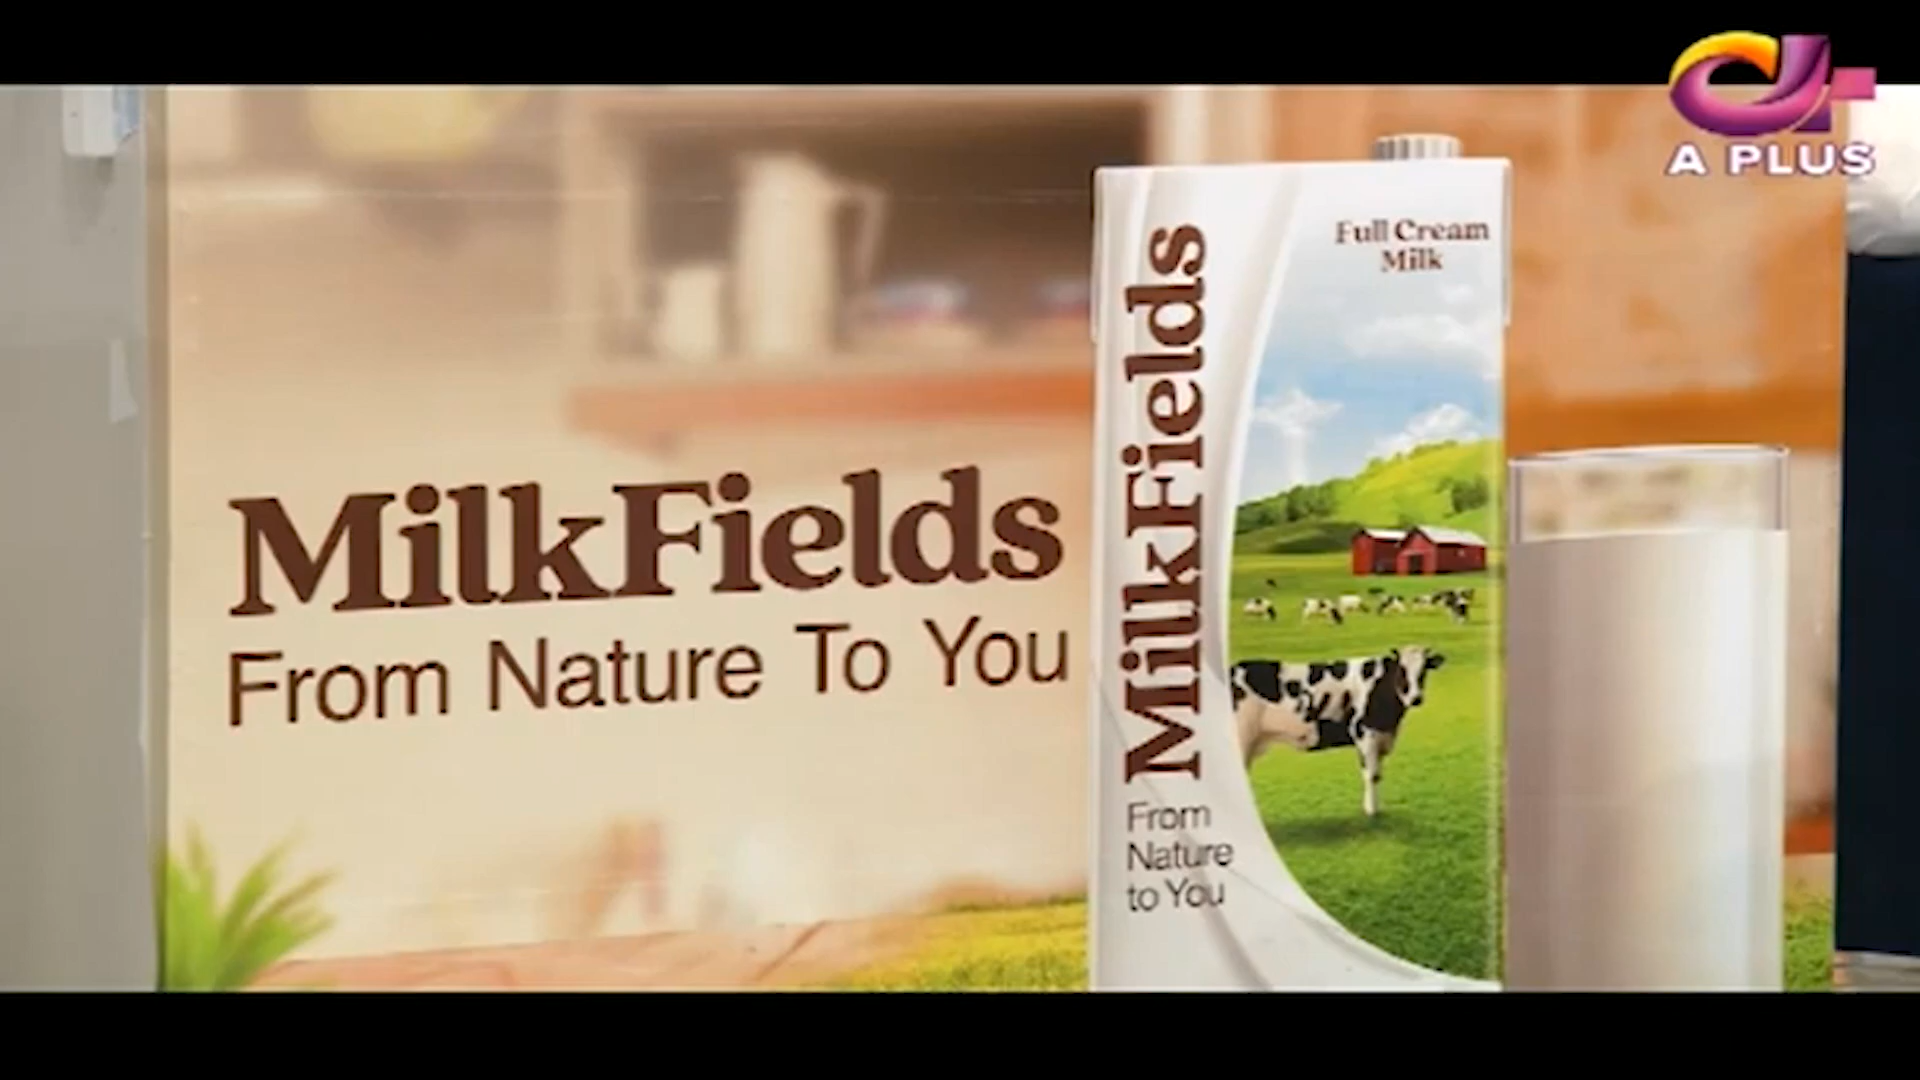 A PLUS
MilkFields
From Nature To You
Full Cream
Milk
MilkFields
From
Nature
to You